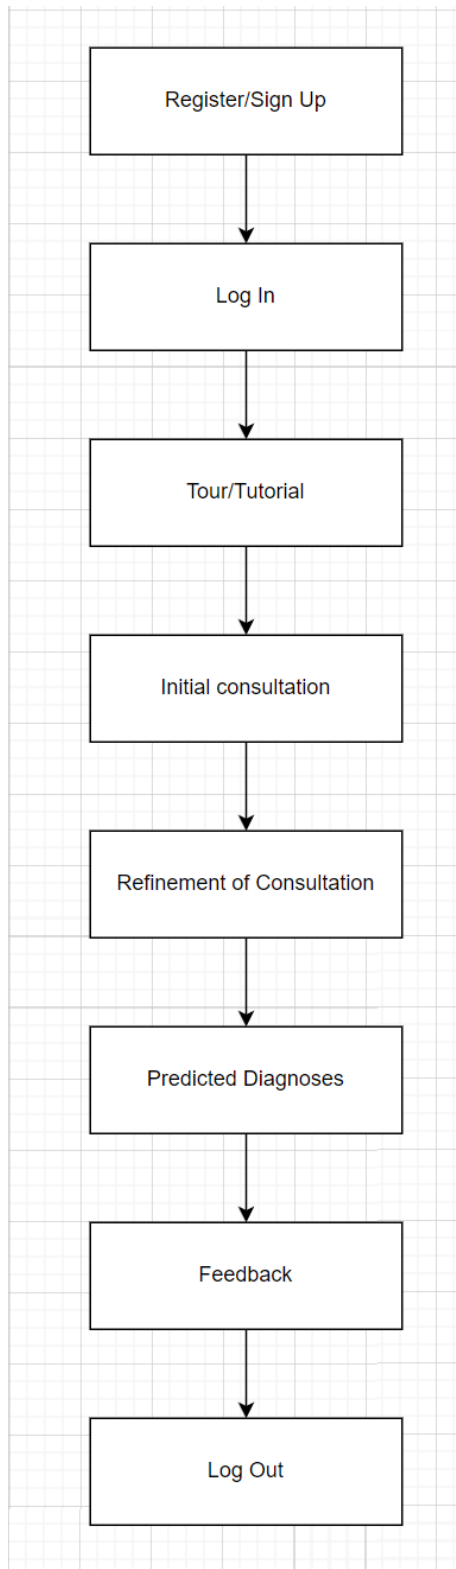 Register/Sign Up
Log In
Tour/Tutorial
Initial consultation
Refinement of Consultation
Predicted Diagnoses
Feedback
Log Out